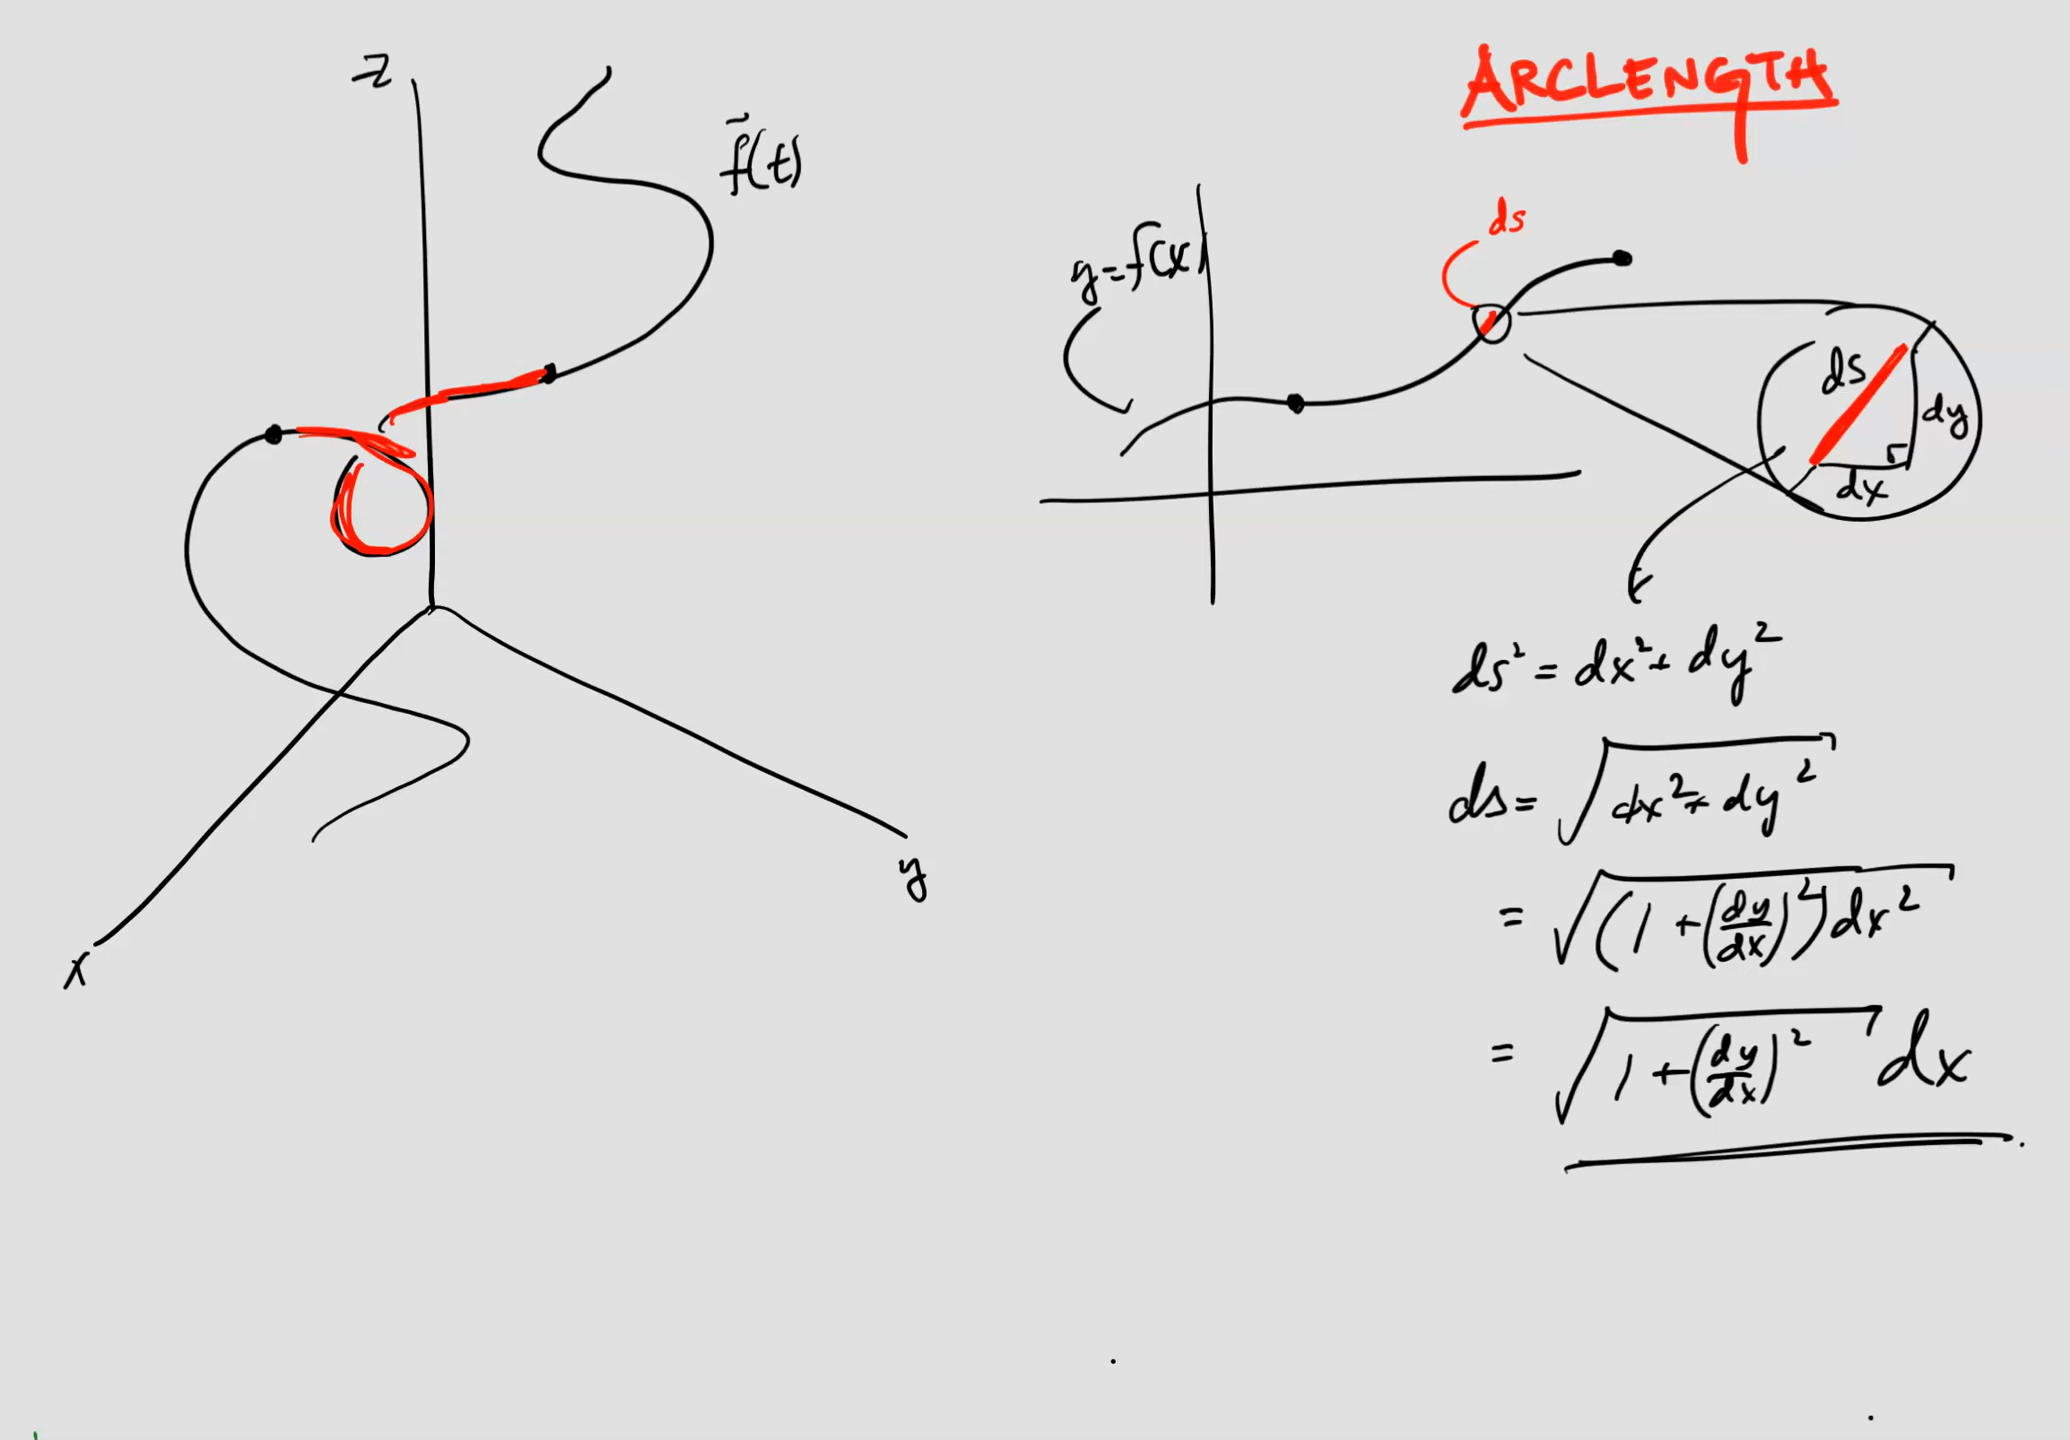 ARCLENGTH
z
f⃗(t)
x
y
y=f(x)
ds
ds
dy
dx
ds² = dx² + dy²
ds = √(dx² + dy²)
= √((1 + (dy/dx)²)dx²)
= √(1 + (dy/dx)²) dx